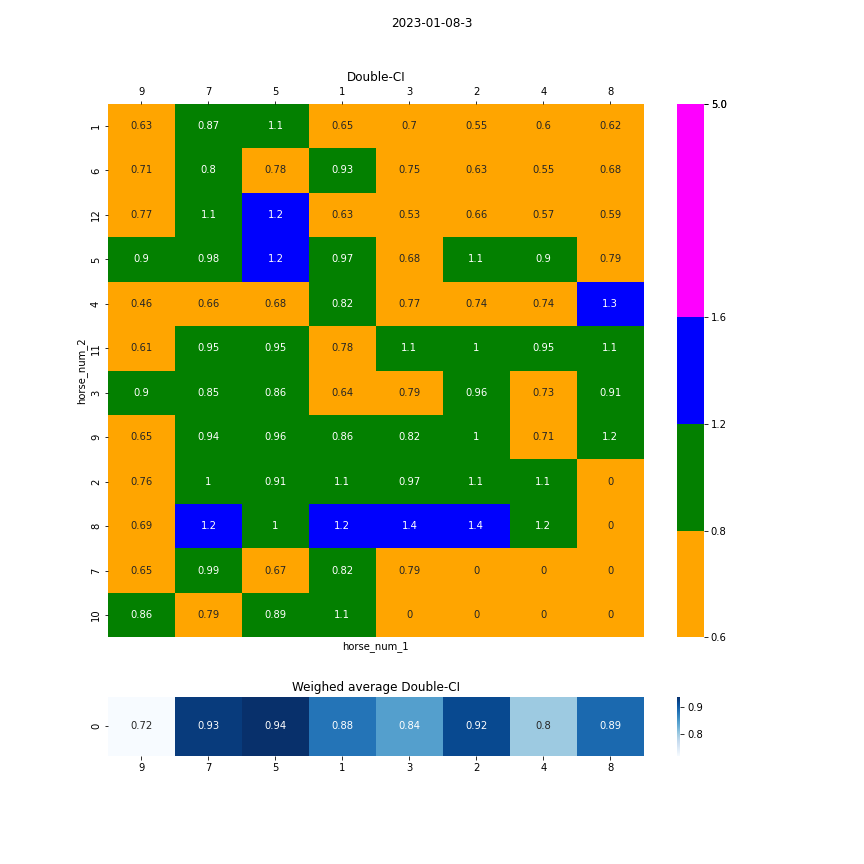 2023-01-08-3
Double-CI
9 7 5 1 3 2 4 8
1 0.63 0.87 1.1 0.65 0.7 0.55 0.6 0.62
6 0.71 0.8 0.78 0.93 0.75 0.63 0.55 0.68
12 0.77 1.1 1.2 0.63 0.53 0.66 0.57 0.59
5 0.9 0.98 1.2 0.97 0.68 1.1 0.9 0.79
4 0.46 0.66 0.68 0.82 0.77 0.74 0.74 1.3
11 0.61 0.95 0.95 0.78 1.1 1 0.95 1.1
3 0.9 0.85 0.86 0.64 0.79 0.96 0.73 0.91
9 0.65 0.94 0.96 0.86 0.82 1 0.71 1.2
2 0.76 1 0.91 1.1 0.97 1.1 1.1 0
8 0.69 1.2 1 1.2 1.4 1.4 1.2 0
7 0.65 0.99 0.67 0.82 0.79 0 0 0
10 0.86 0.79 0.89 1.1 0 0 0 0
horse_num_2
horse_num_1
5.0
1.6
1.2
0.8
0.6
Weighed average Double-CI
0 0.72 0.93 0.94 0.88 0.84 0.92 0.8 0.89
9 7 5 1 3 2 4 8
0.9
0.8